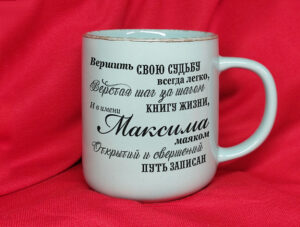 Вершить СВОЮ СУДЬБУ
всегда легко,
Верстая шаг за шагом
КНИГУ ЖИЗНИ,
И в имени
Максима
маяком
Открытий и свершений
ПУТЬ ЗАПИСАН